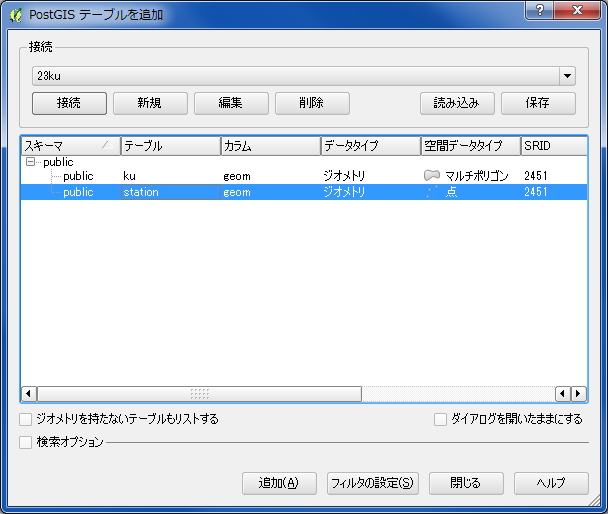 PostGIS テーブルを追加
接続
23ku
接続 新規 編集 削除 読み込み 保存
スキーマ テーブル カラム データタイプ 空間データタイプ SRID
public
public ku geom ジオメトリ マルチポリゴン 2451
public station geom ジオメトリ 点 2451
ジオメトリを持たないテーブルもリストする ダイアログを開いたままにする
検索オプション
追加(A) フィルタの設定(S) 閉じる ヘルプ